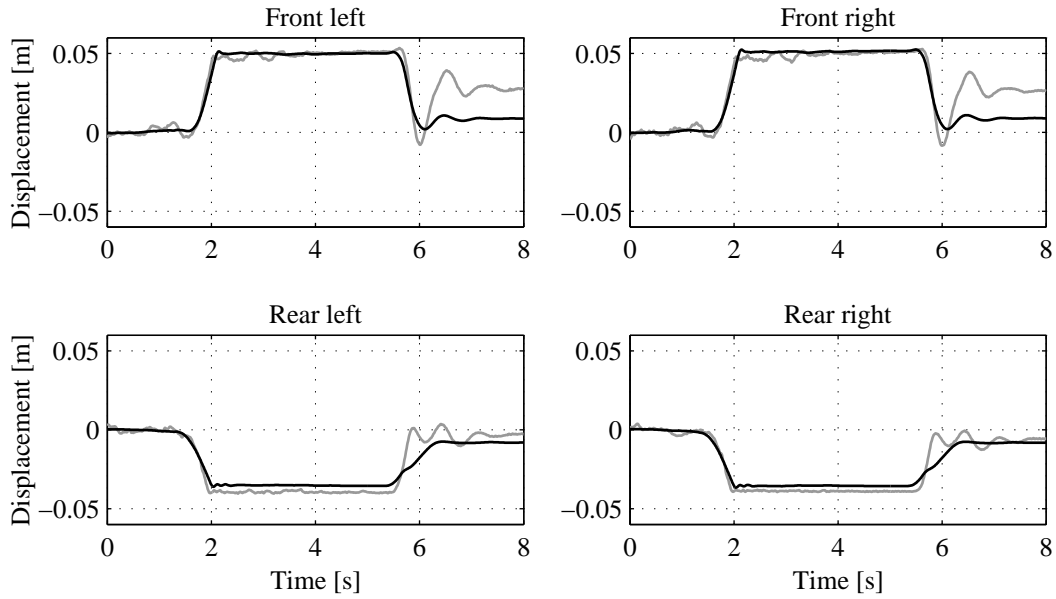 Front left
Front right
0.05
0
−0.05
Displacement [m]
0 2 4 6 8
0.05
0
−0.05
0 2 4 6 8
Rear left
Rear right
0.05
0
−0.05
Displacement [m]
0 2 4 6 8
Time [s]
0.05
0
−0.05
0 2 4 6 8
Time [s]